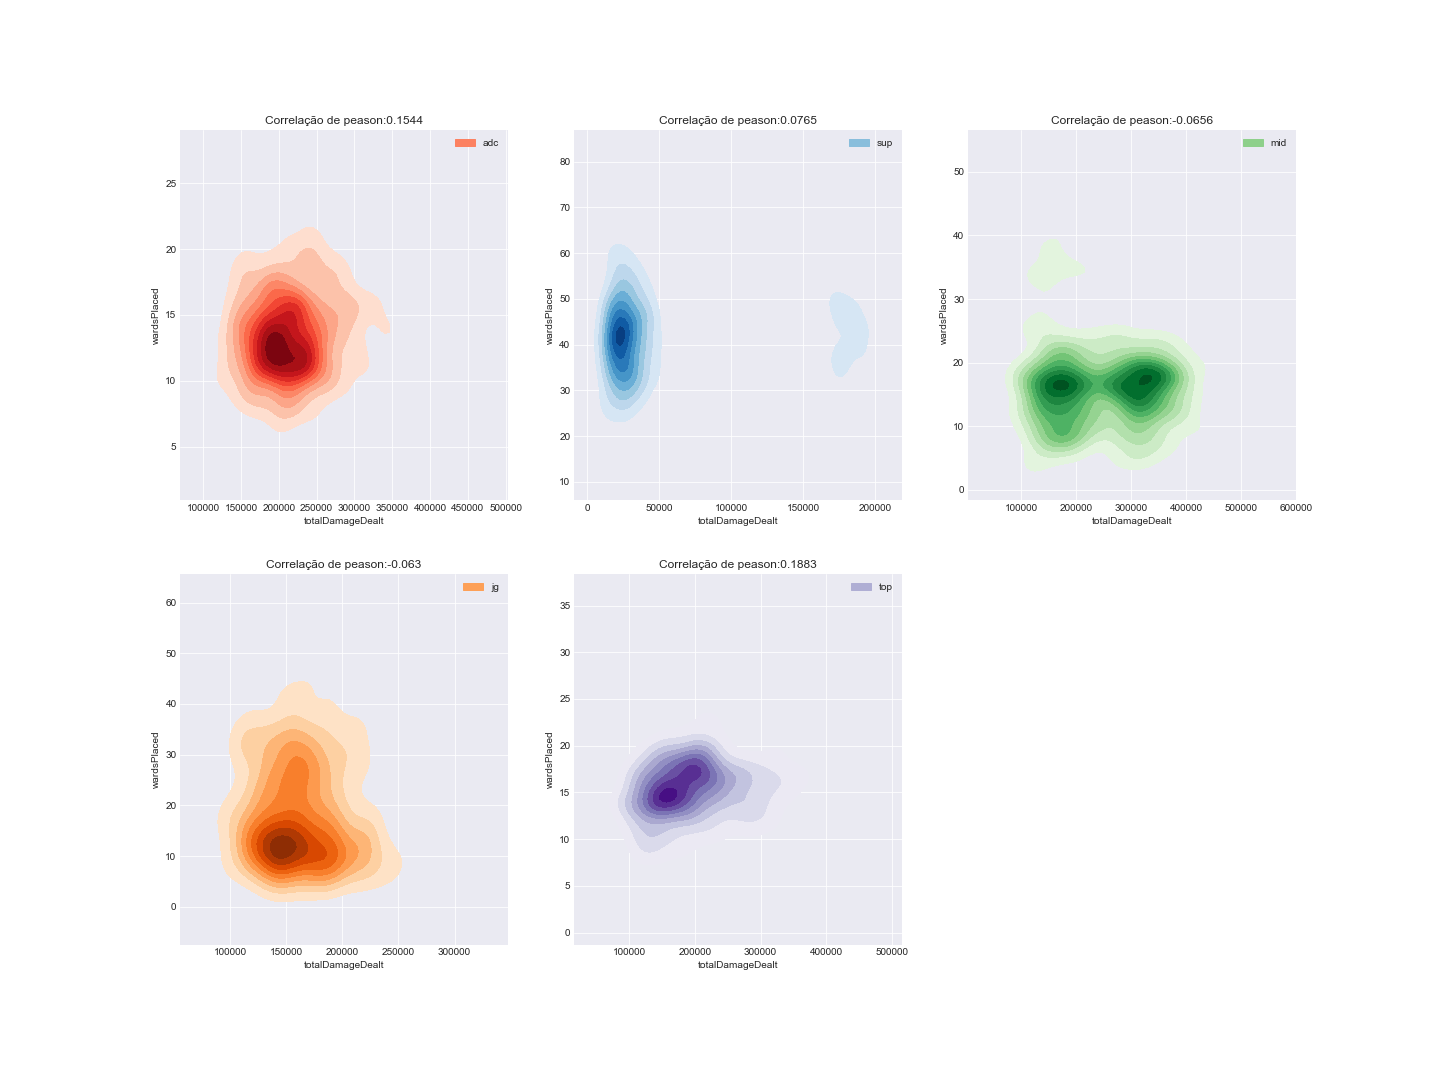 Correlação de peason:0.1544
adc
25
20
15
10
5
wardsPlaced
100000 150000 200000 250000 300000 350000 400000 450000 500000
totalDamageDealt
Correlação de peason:0.0765
sup
80
70
60
50
40
30
20
10
wardsPlaced
0 50000 100000 150000 200000
totalDamageDealt
Correlação de peason:-0.0656
mid
50
40
30
20
10
0
wardsPlaced
100000 200000 300000 400000 500000 600000
totalDamageDealt
Correlação de peason:-0.063
jg
60
50
40
30
20
10
0
wardsPlaced
100000 150000 200000 250000 300000
totalDamageDealt
Correlação de peason:0.1883
top
35
30
25
20
15
10
5
0
wardsPlaced
100000 200000 300000 400000 500000
totalDamageDealt